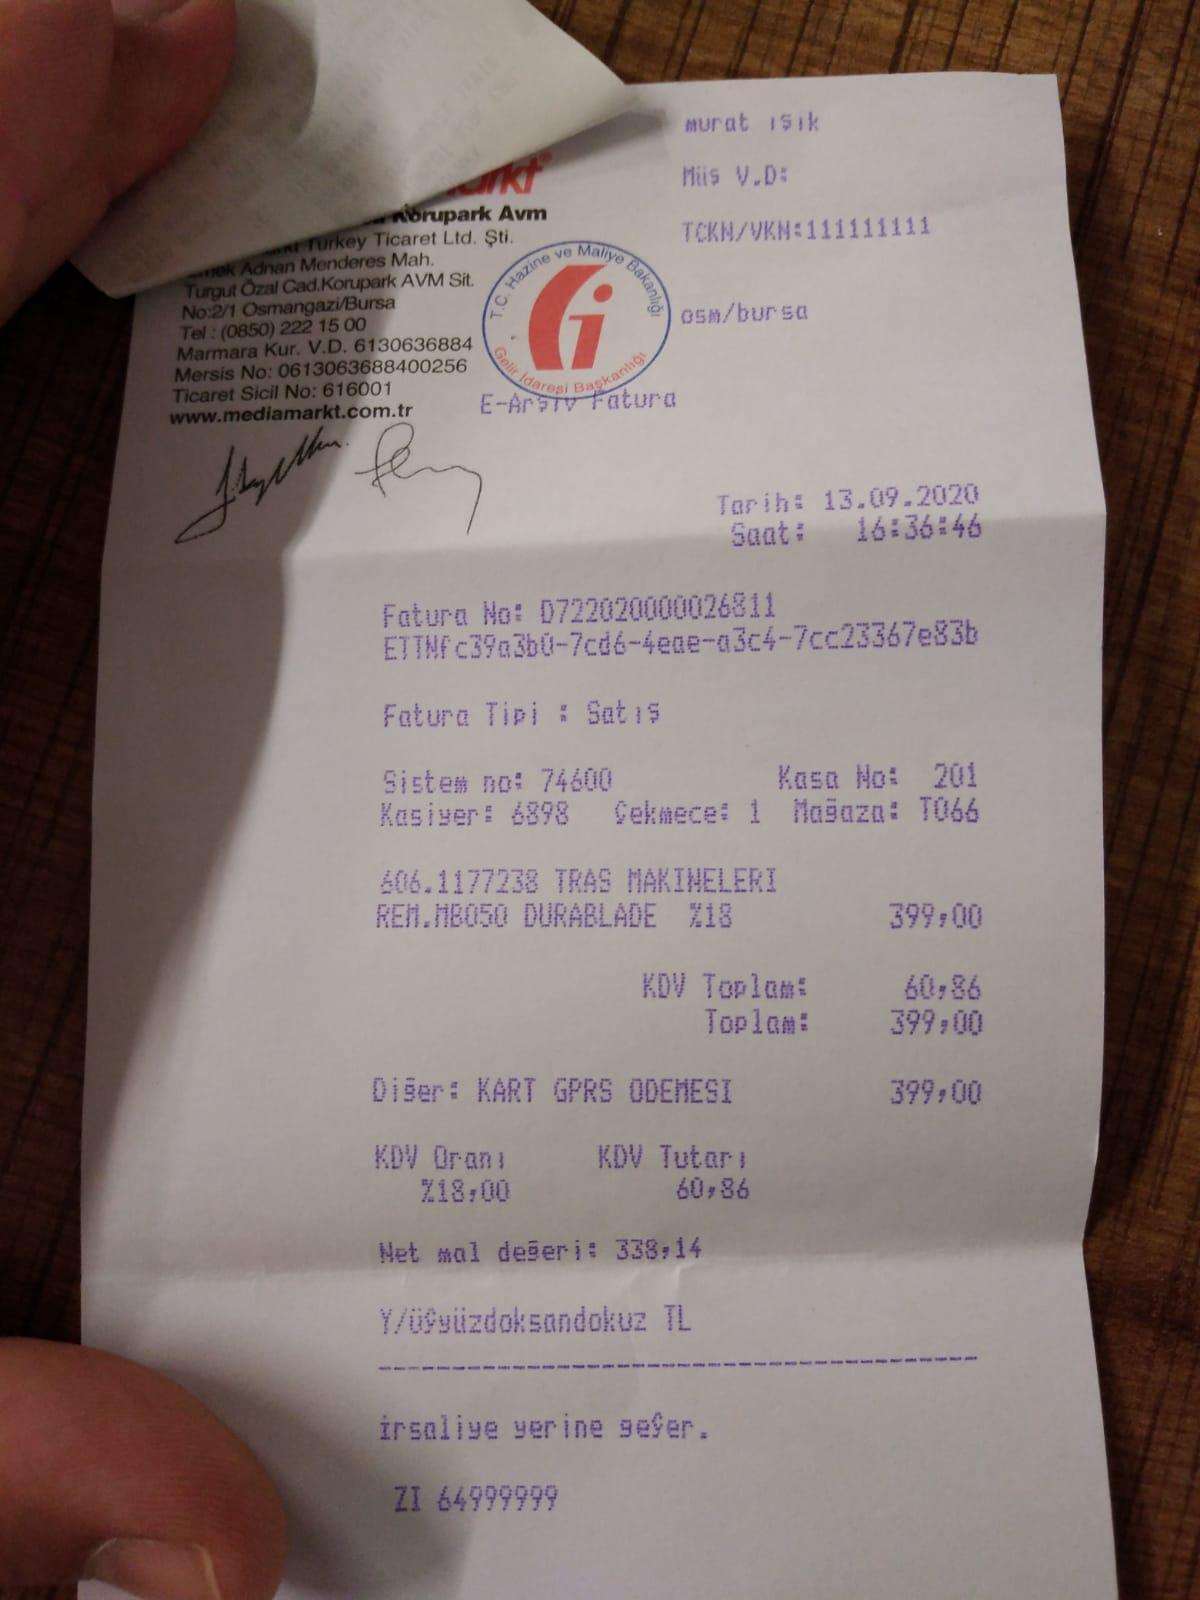 murat ışık
Müş V.D:
TCKN/VKN:111111111
osm/bursa
arkt
Korupark Avm
Turkey Ticaret Ltd. Şti.
Adnan Menderes Mah.
Turgut Özal Cad.Korupark AVM Sit.
No:2/1 Osmangazi/Bursa
Tel : (0850) 222 15 00
Marmara Kur. V.D. 6130636884
Mersis No: 0613063688400256
Ticaret Sicil No: 616001
www.mediamarkt.com.tr
T.C. Hazine ve Maliye Bakanlığı
Gelir İdaresi Başkanlığı
E-Arşiv Fatura
Tarih: 13.09.2020
Saat: 16:36:46
Fatura No: D722020000026811
ETTNfc39a3b0-7cd6-4eae-a3c4-7cc23367e83b
Fatura Tipi : Satış
Sistem no: 74600 Kasa No: 201
Kasiyer: 6898 Çekmece: 1 Mağaza: T066
606.1177238 TRAS MAKINELERI
REM.MB050 DURABLADE %18 399,00
KDV Toplam: 60,86
Toplam: 399,00
Diğer: KART GPRS ODEMESI 399,00
KDV Oranı KDV Tutarı
%18,00 60,86
Net mal değeri: 338,14
Y/üçyüzdoksandokuz TL
irsaliye yerine geçer.
ZI 64999999